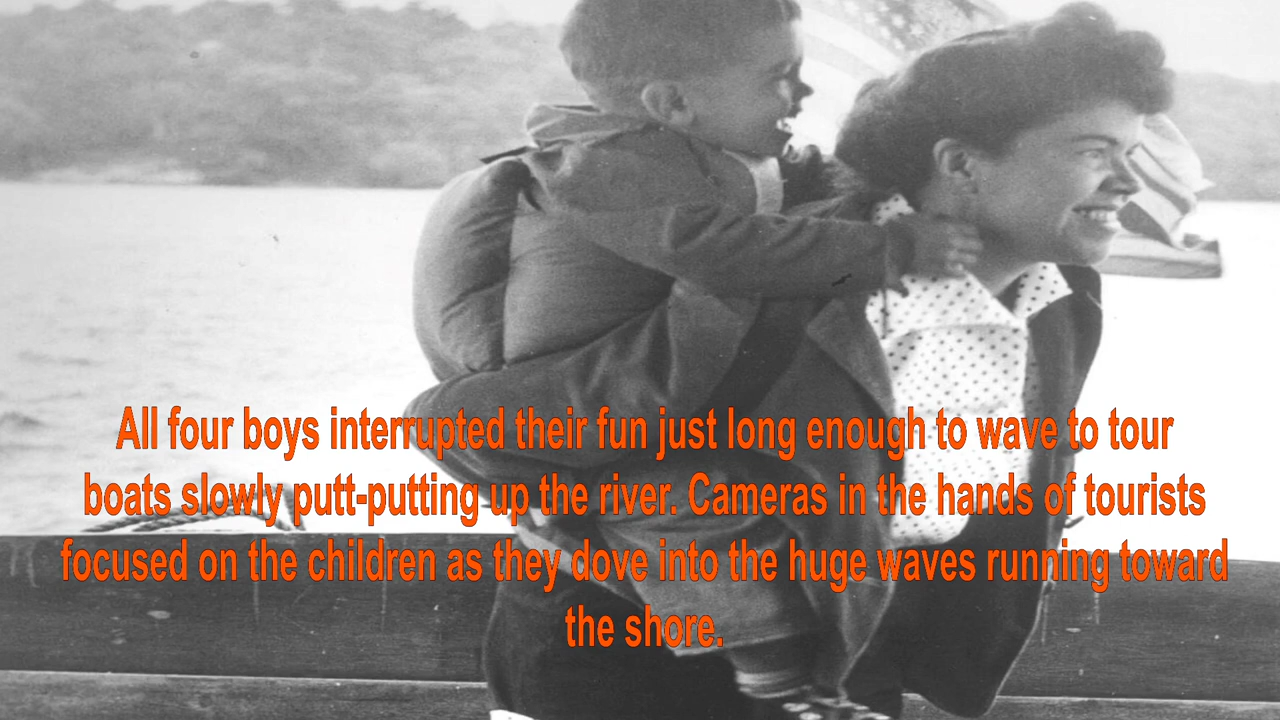 All four boys interrupted their fun just long enough to wave to tour
boats slowly putt-putting up the river. Cameras in the hands of tourists
focused on the children as they dove into the huge waves running toward
the shore.